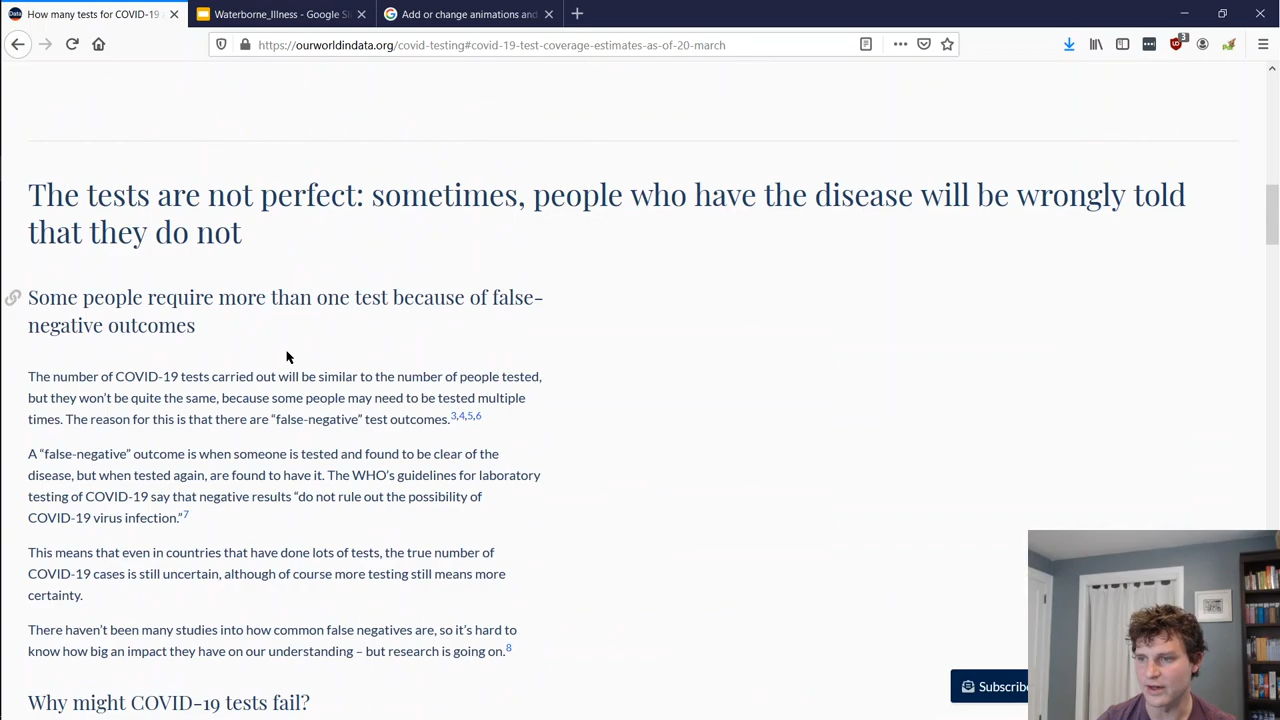 How many tests for COVID-19
Waterborne_Illness - Google Sl
Add or change animations and
https://ourworldindata.org/covid-testing#covid-19-test-coverage-estimates-as-of-20-march
3
The tests are not perfect: sometimes, people who have the disease will be wrongly told
that they do not
Some people require more than one test because of false-
negative outcomes
The number of COVID-19 tests carried out will be similar to the number of people tested,
but they won’t be quite the same, because some people may need to be tested multiple
times. The reason for this is that there are “false-negative” test outcomes.3,4,5,6
A “false-negative” outcome is when someone is tested and found to be clear of the
disease, but when tested again, are found to have it. The WHO’s guidelines for laboratory
testing of COVID-19 say that negative results “do not rule out the possibility of
COVID-19 virus infection.”7
This means that even in countries that have done lots of tests, the true number of
COVID-19 cases is still uncertain, although of course more testing still means more
certainty.
There haven’t been many studies into how common false negatives are, so it’s hard to
know how big an impact they have on our understanding – but research is going on.8
Subscribe
Why might COVID-19 tests fail?